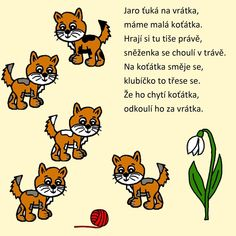 Jaro ťuká na vrátka,
máme malá koťátka.
Hrají si tu tiše právě,
sněženka se choulí v trávě.
Na koťátka směje se,
klubíčko to třese se.
Že ho chytí koťátka,
odkoulí ho za vrátka.